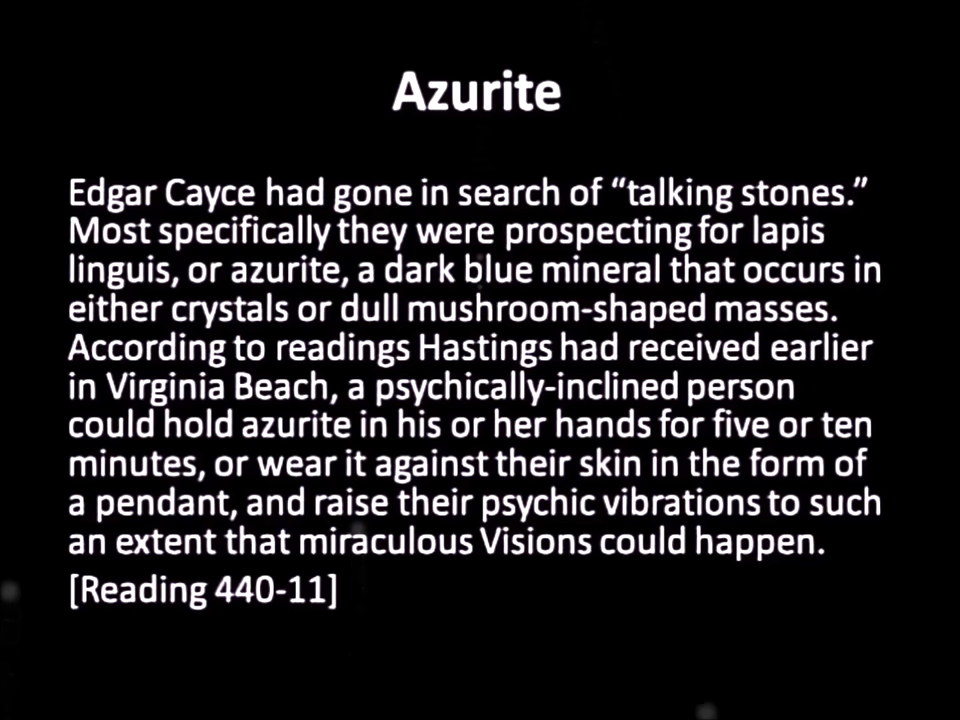 Azurite
Edgar Cayce had gone in search of “talking stones.”
Most specifically they were prospecting for lapis
linguis, or azurite, a dark blue mineral that occurs in
either crystals or dull mushroom-shaped masses.
According to readings Hastings had received earlier
in Virginia Beach, a psychically-inclined person
could hold azurite in his or her hands for five or ten
minutes, or wear it against their skin in the form of
a pendant, and raise their psychic vibrations to such
an extent that miraculous Visions could happen.
[Reading 440-11]